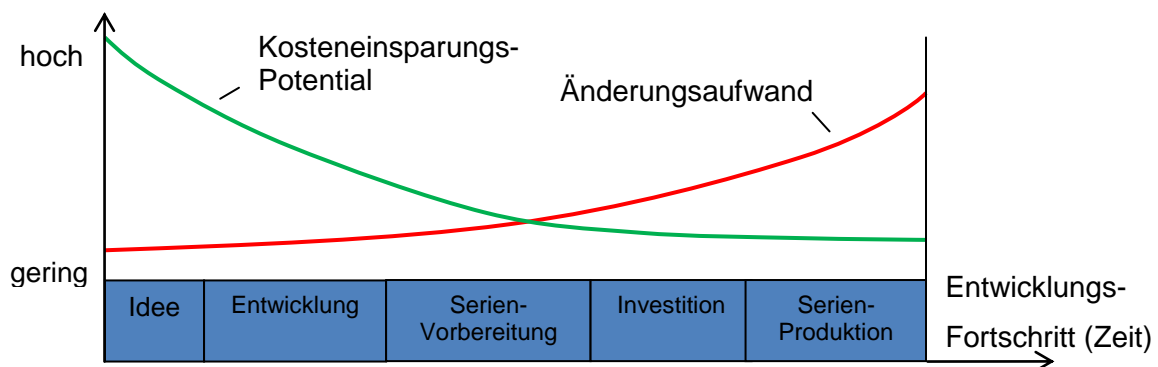 hoch
Kosteneinsparungs-
Potential
Änderungsaufwand
gering
Idee
Entwicklung
Serien-
Vorbereitung
Investition
Serien-
Produktion
Entwicklungs-
Fortschritt (Zeit)